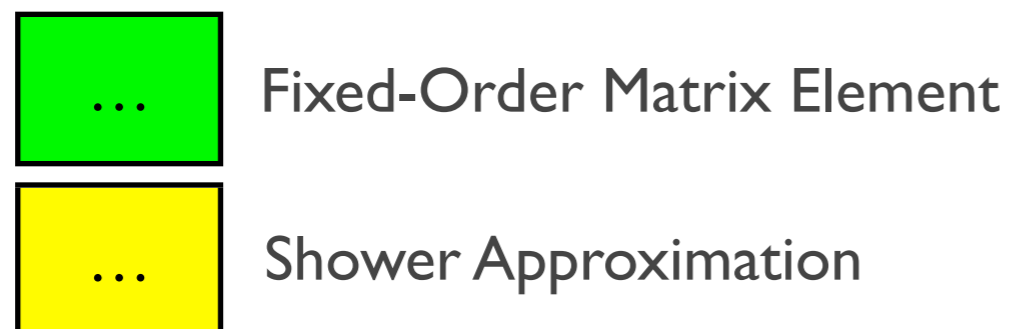 ... Fixed-Order Matrix Element
... Shower Approximation